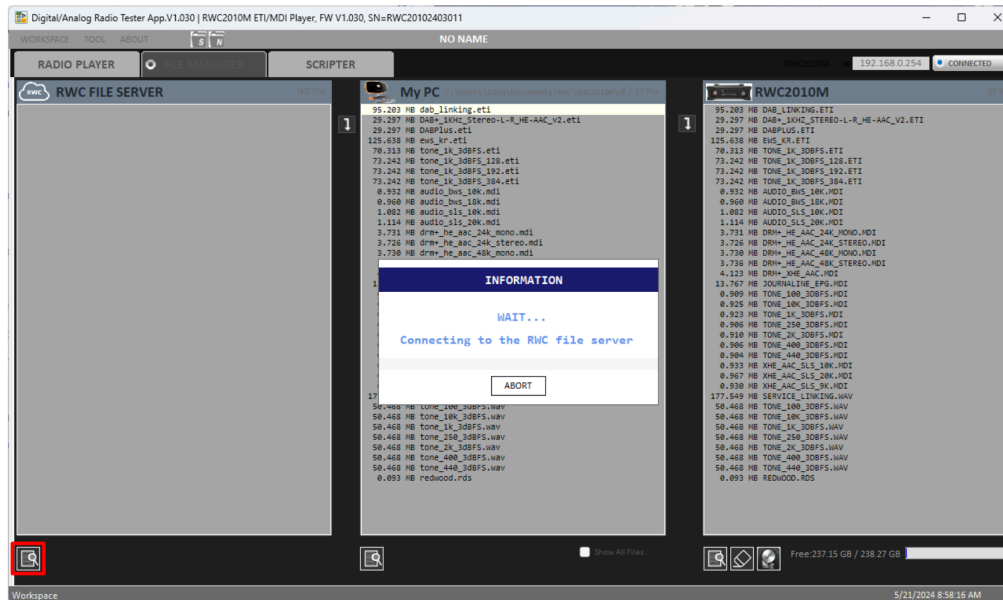 Digital/Analog Radio Tester App.V1.030 | RWC2010M ETI/MDI Player, FW V1.030, SN=RWC20102403011
WORKSPACE TOOL ABOUT S N NO NAME
RADIO PLAYER FILE MANAGER SCRIPTER RWC2010M 192.168.0.254 CONNECTED
RWC RWC FILE SERVER NO file
My PC
95.203 MB dab_linking.eti
29.297 MB DAB+_1KHz_Stereo-L-R_HE-AAC_v2.eti
29.297 MB DABPlus.eti
125.638 MB ews_kr.eti
70.313 MB tone_1k_3dBFS.eti
73.242 MB tone_1k_3dBFS_128.eti
73.242 MB tone_1k_3dBFS_192.eti
73.242 MB tone_1k_3dBFS_384.eti
0.932 MB audio_bws_10k.mdi
0.960 MB audio_bws_18k.mdi
1.082 MB audio_sls_10k.mdi
1.114 MB audio_sls_20k.mdi
3.731 MB drm+_he_aac_24k_mono.mdi
3.726 MB drm+_he_aac_24k_stereo.mdi
3.730 MB drm+_he_aac_48k_mono.mdi
INFORMATION
WAIT...
Connecting to the RWC file server
ABORT
50.468 MB tone_100_3dBFS.wav
50.468 MB tone_10k_3dBFS.wav
50.468 MB tone_1k_3dBFS.wav
50.468 MB tone_250_3dBFS.wav
50.468 MB tone_2k_3dBFS.wav
50.468 MB tone_400_3dBFS.wav
50.468 MB tone_440_3dBFS.wav
0.093 MB redwood.rds
Show All Files
RWC2010M
95.203 MB DAB_LINKING.ETI
29.297 MB DAB+_1KHZ_STEREO-L-R_HE-AAC_V2.ETI
29.297 MB DABPLUS.ETI
125.638 MB EWS_KR.ETI
70.313 MB TONE_1K_3DBFS.ETI
73.242 MB TONE_1K_3DBFS_128.ETI
73.242 MB TONE_1K_3DBFS_192.ETI
73.242 MB TONE_1K_3DBFS_384.ETI
0.932 MB AUDIO_BWS_10K.MDI
0.960 MB AUDIO_BWS_18K.MDI
1.082 MB AUDIO_SLS_10K.MDI
1.114 MB AUDIO_SLS_20K.MDI
3.731 MB DRM+_HE_AAC_24K_MONO.MDI
3.726 MB DRM+_HE_AAC_24K_STEREO.MDI
3.730 MB DRM+_HE_AAC_48K_MONO.MDI
3.736 MB DRM+_HE_AAC_48K_STEREO.MDI
4.123 MB DRM+_XHE_AAC.MDI
13.767 MB JOURNALINE_EPG.MDI
0.909 MB TONE_100_3DBFS.MDI
0.925 MB TONE_10K_3DBFS.MDI
0.923 MB TONE_1K_3DBFS.MDI
0.906 MB TONE_250_3DBFS.MDI
0.910 MB TONE_2K_3DBFS.MDI
0.906 MB TONE_400_3DBFS.MDI
0.904 MB TONE_440_3DBFS.MDI
0.933 MB XHE_AAC_SLS_10K.MDI
0.967 MB XHE_AAC_SLS_20K.MDI
0.930 MB XHE_AAC_SLS_9K.MDI
177.549 MB SERVICE_LINKING.WAV
50.468 MB TONE_100_3DBFS.WAV
50.468 MB TONE_10K_3DBFS.WAV
50.468 MB TONE_1K_3DBFS.WAV
50.468 MB TONE_250_3DBFS.WAV
50.468 MB TONE_2K_3DBFS.WAV
50.468 MB TONE_400_3DBFS.WAV
50.468 MB TONE_440_3DBFS.WAV
0.093 MB REDWOOD.RDS
Free:237.15 GB / 238.27 GB
Workspace 5/21/2024 8:58:16 AM